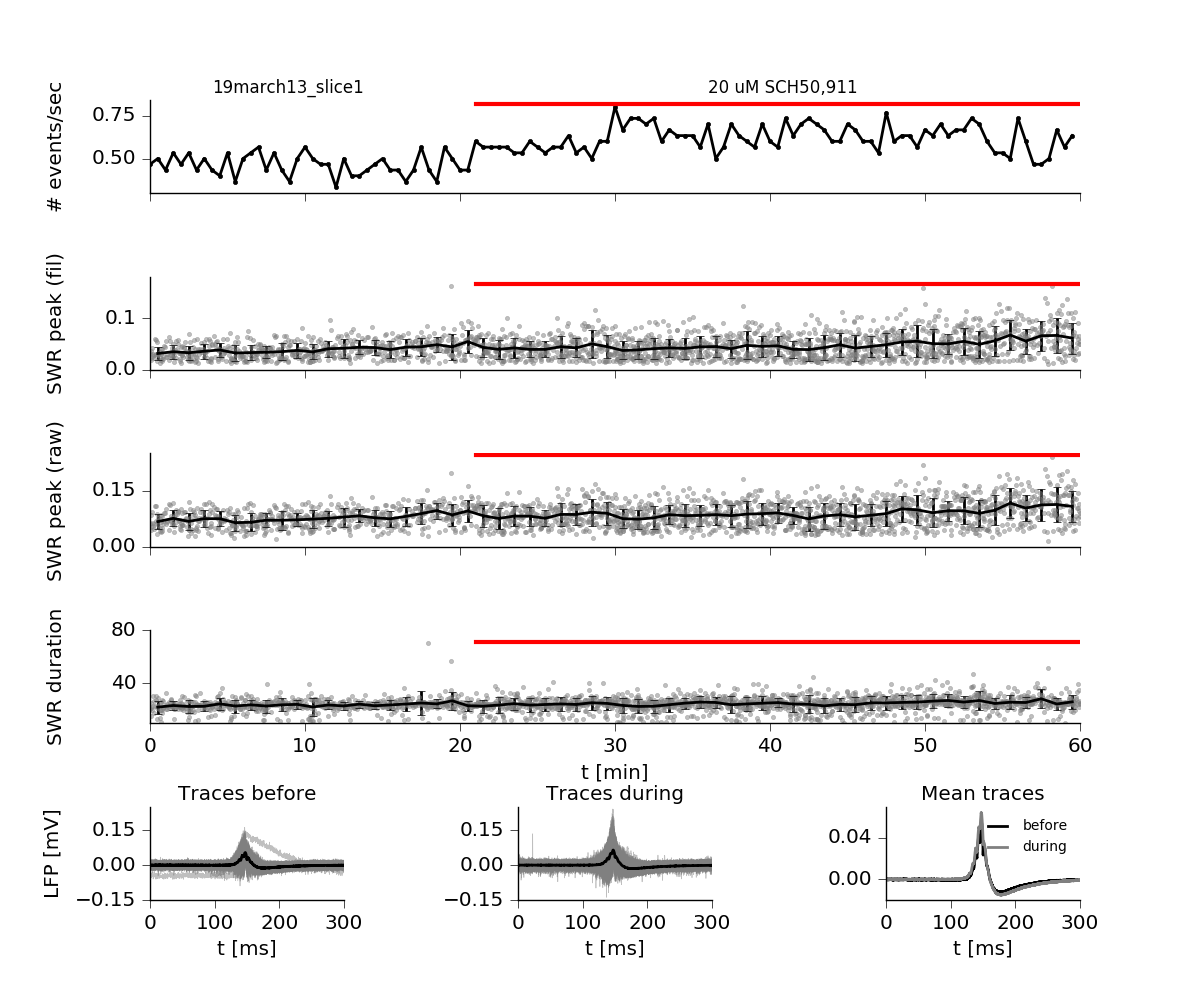 19march13_slice1 20 uM SCH50,911
# events/sec
0.75
0.50
SWR peak (fil)
0.1
0.0
SWR peak (raw)
0.15
0.00
SWR duration
80
40
0 10 20 30 40 50 60
t [min]
Traces before Traces during Mean traces
LFP [mV]
0.15 0.15 0.04
0.00 0.00 0.00
−0.15 −0.15
before
during
0 100 200 300 0 100 200 300 0 100 200 300
t [ms] t [ms] t [ms]